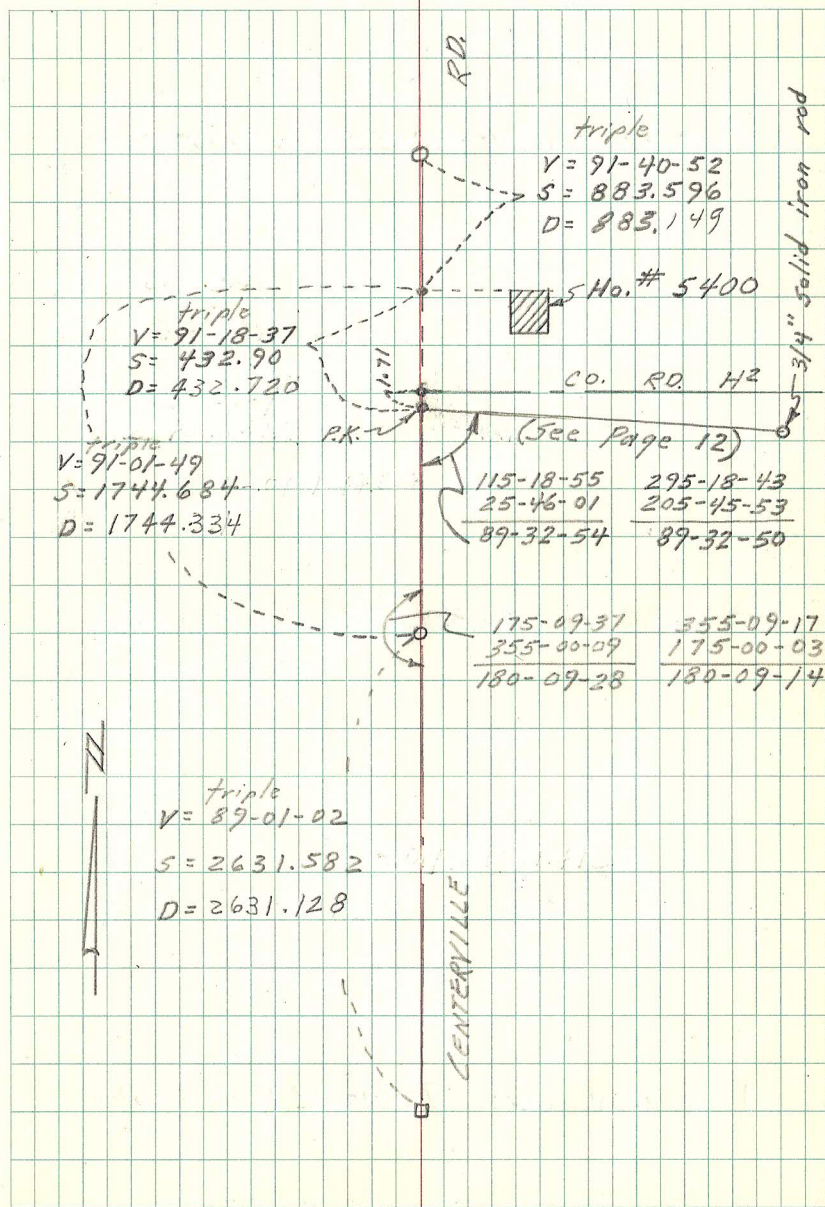 RD.
triple
V = 91-40-52
S = 883.596
D = 883.149
3/4" solid iron rod
Ho. # 5400
triple
V = 91-18-37
S = 432.90
D = 432.720
1.71
CO. RD. H2
P.K.
(See Page 12)
triple
V = 91-01-49
S = 1744.684
D = 1744.334
115-18-55 295-18-43
25-46-01 205-45-53
89-32-54 89-32-50
175-09-37 355-09-17
355-00-09 175-00-03
180-09-28 180-09-14
N
triple
V = 89-01-02
S = 2631.582
D = 2631.128
CENTERVILLE